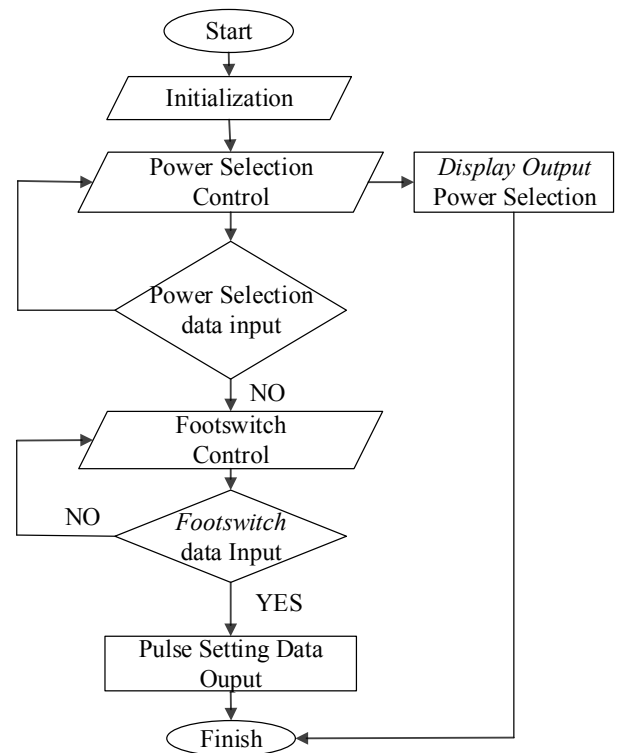 Start
Initialization
Power Selection
Control
Display Output
Power Selection
Power Selection
data input
NO
Footswitch
Control
NO
Footswitch
data Input
YES
Pulse Setting Data
Ouput
Finish